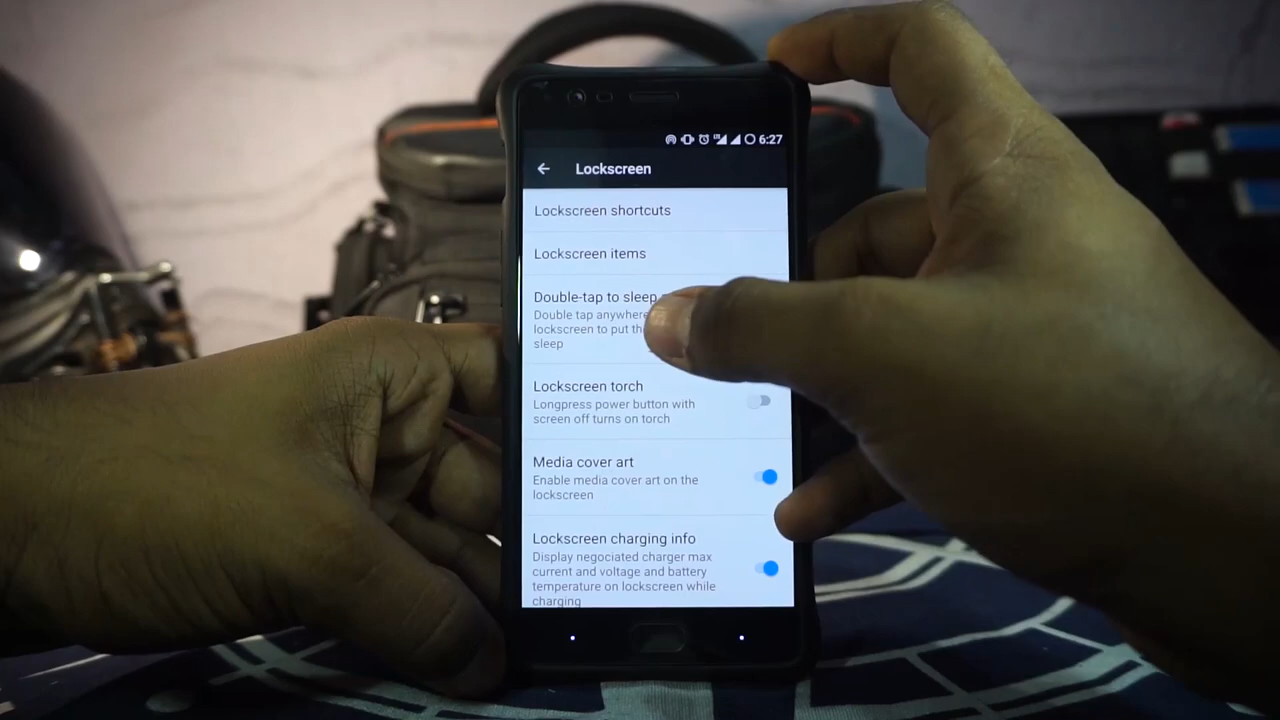 6:27
Lockscreen
Lockscreen shortcuts
Lockscreen items
Double-tap to sleep
Double tap anywhere
lockscreen to put th
sleep
Lockscreen torch
Longpress power button with
screen off turns on torch
Media cover art
Enable media cover art on the
lockscreen
Lockscreen charging info
Display negociated charger max
current and voltage and battery
temperature on lockscreen while
charging